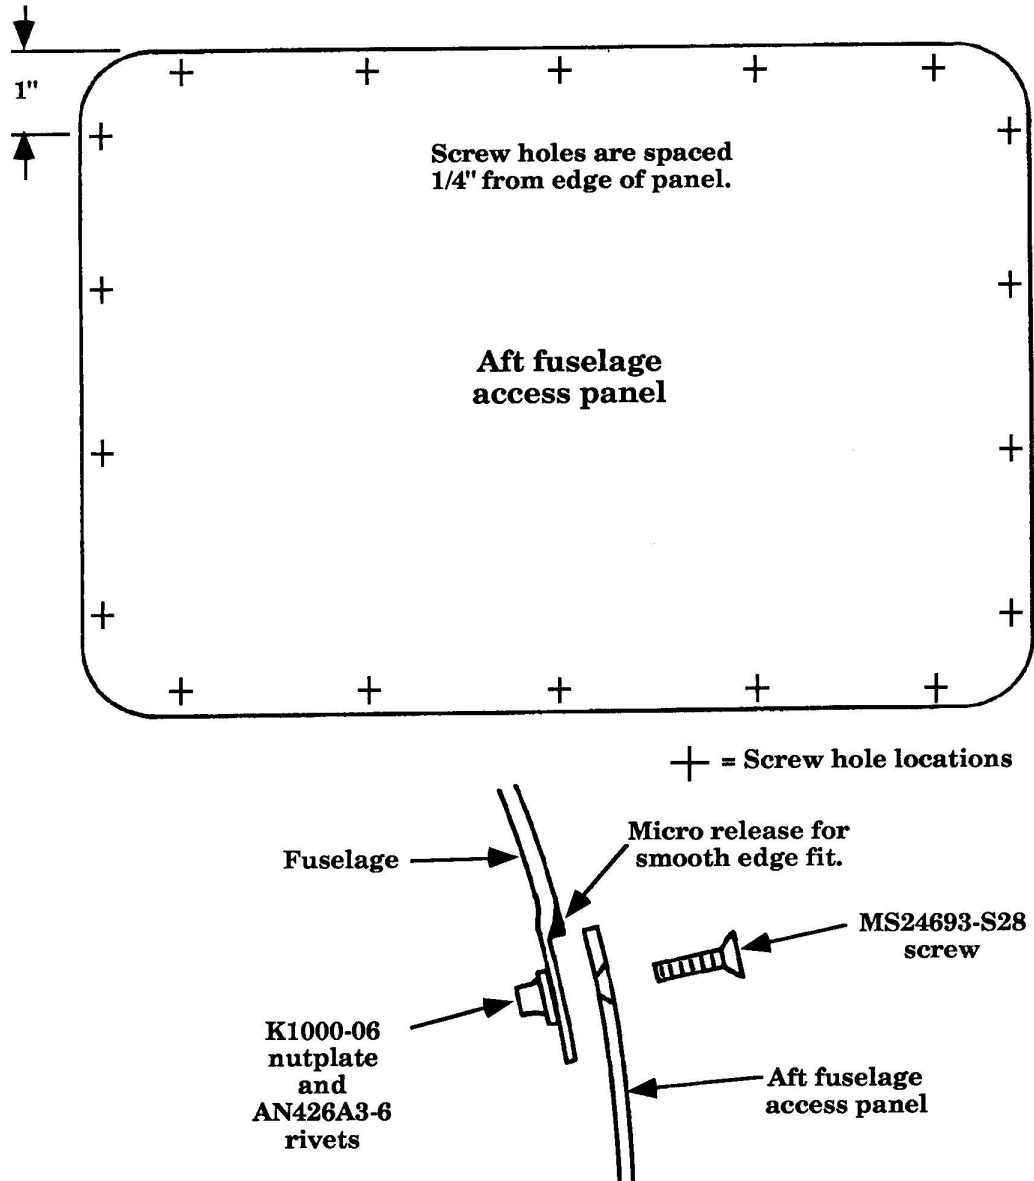 1"
Screw holes are spaced
1/4" from edge of panel.
Aft fuselage
access panel
= Screw hole locations
Micro release for
smooth edge fit.
Fuselage
MS24693-S28
screw
K1000-06
nutplate
and
AN426A3-6
rivets
Aft fuselage
access panel